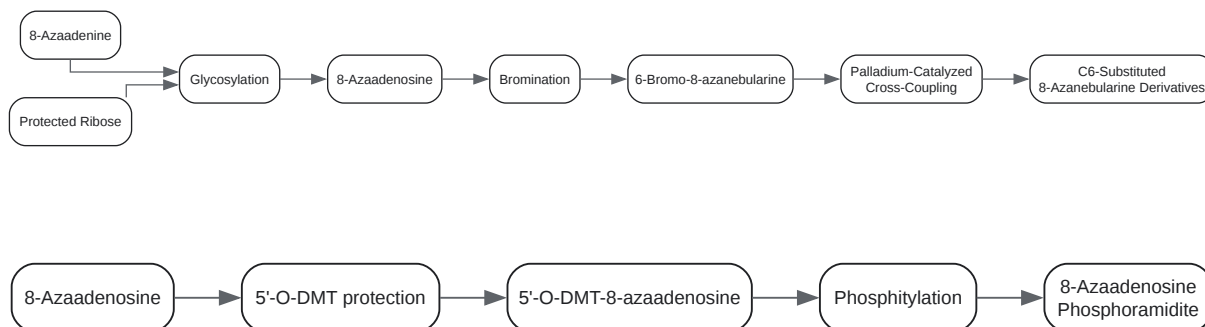 8-Azaadenine
Protected Ribose
Glycosylation
8-Azaadenosine
Bromination
6-Bromo-8-azanebularine
Palladium-Catalyzed
Cross-Coupling
C6-Substituted
8-Azanebularine Derivatives
8-Azaadenosine
5'-O-DMT protection
5'-O-DMT-8-azaadenosine
Phosphitylation
8-Azaadenosine
Phosphoramidite